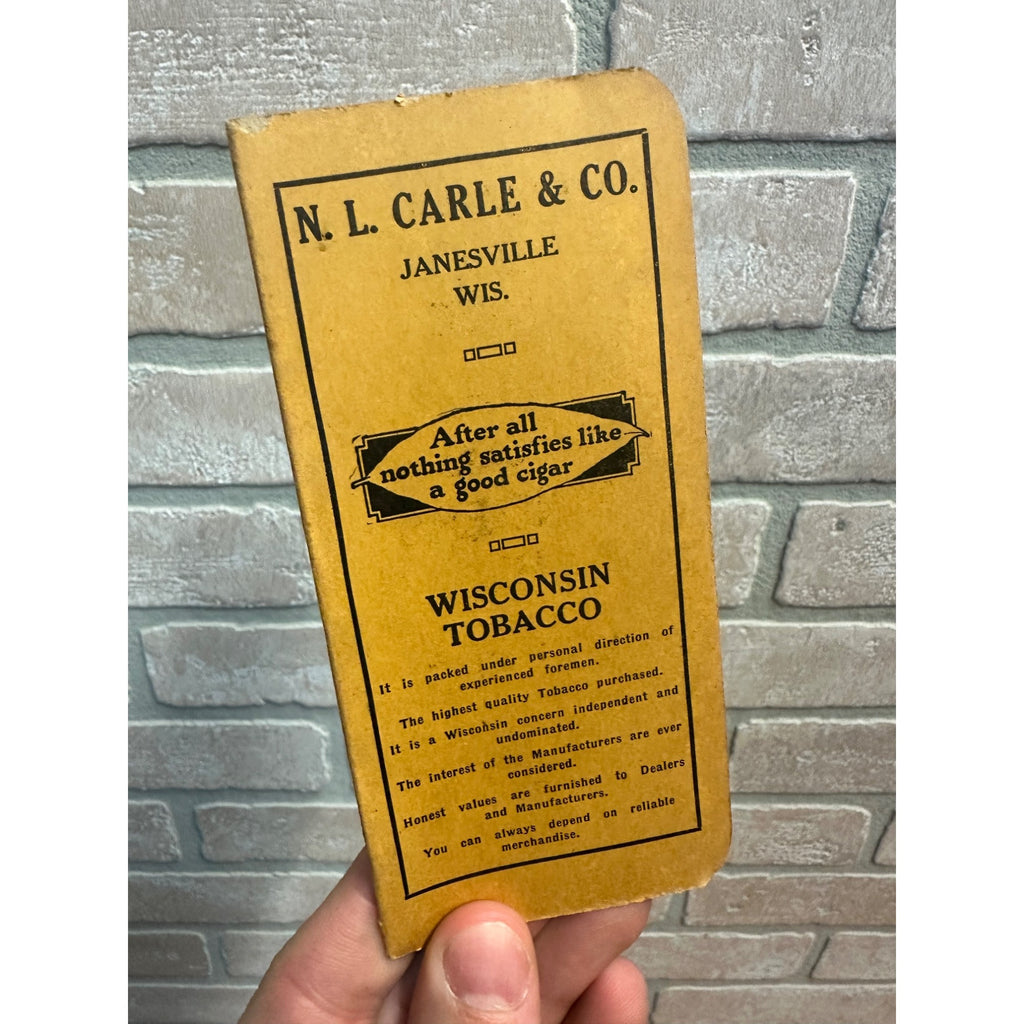 N. L. CARLE & CO.
JANESVILLE
WIS.
After all
nothing satisfies like
a good cigar
WISCONSIN
TOBACCO
It is packed under personal direction of
experienced foremen.
The highest quality Tobacco purchased.
It is a Wisconsin concern independent and
undominated.
The interest of the Manufacturers are ever
considered.
Honest values are furnished to Dealers
and Manufacturers.
You can always depend on reliable
merchandise.